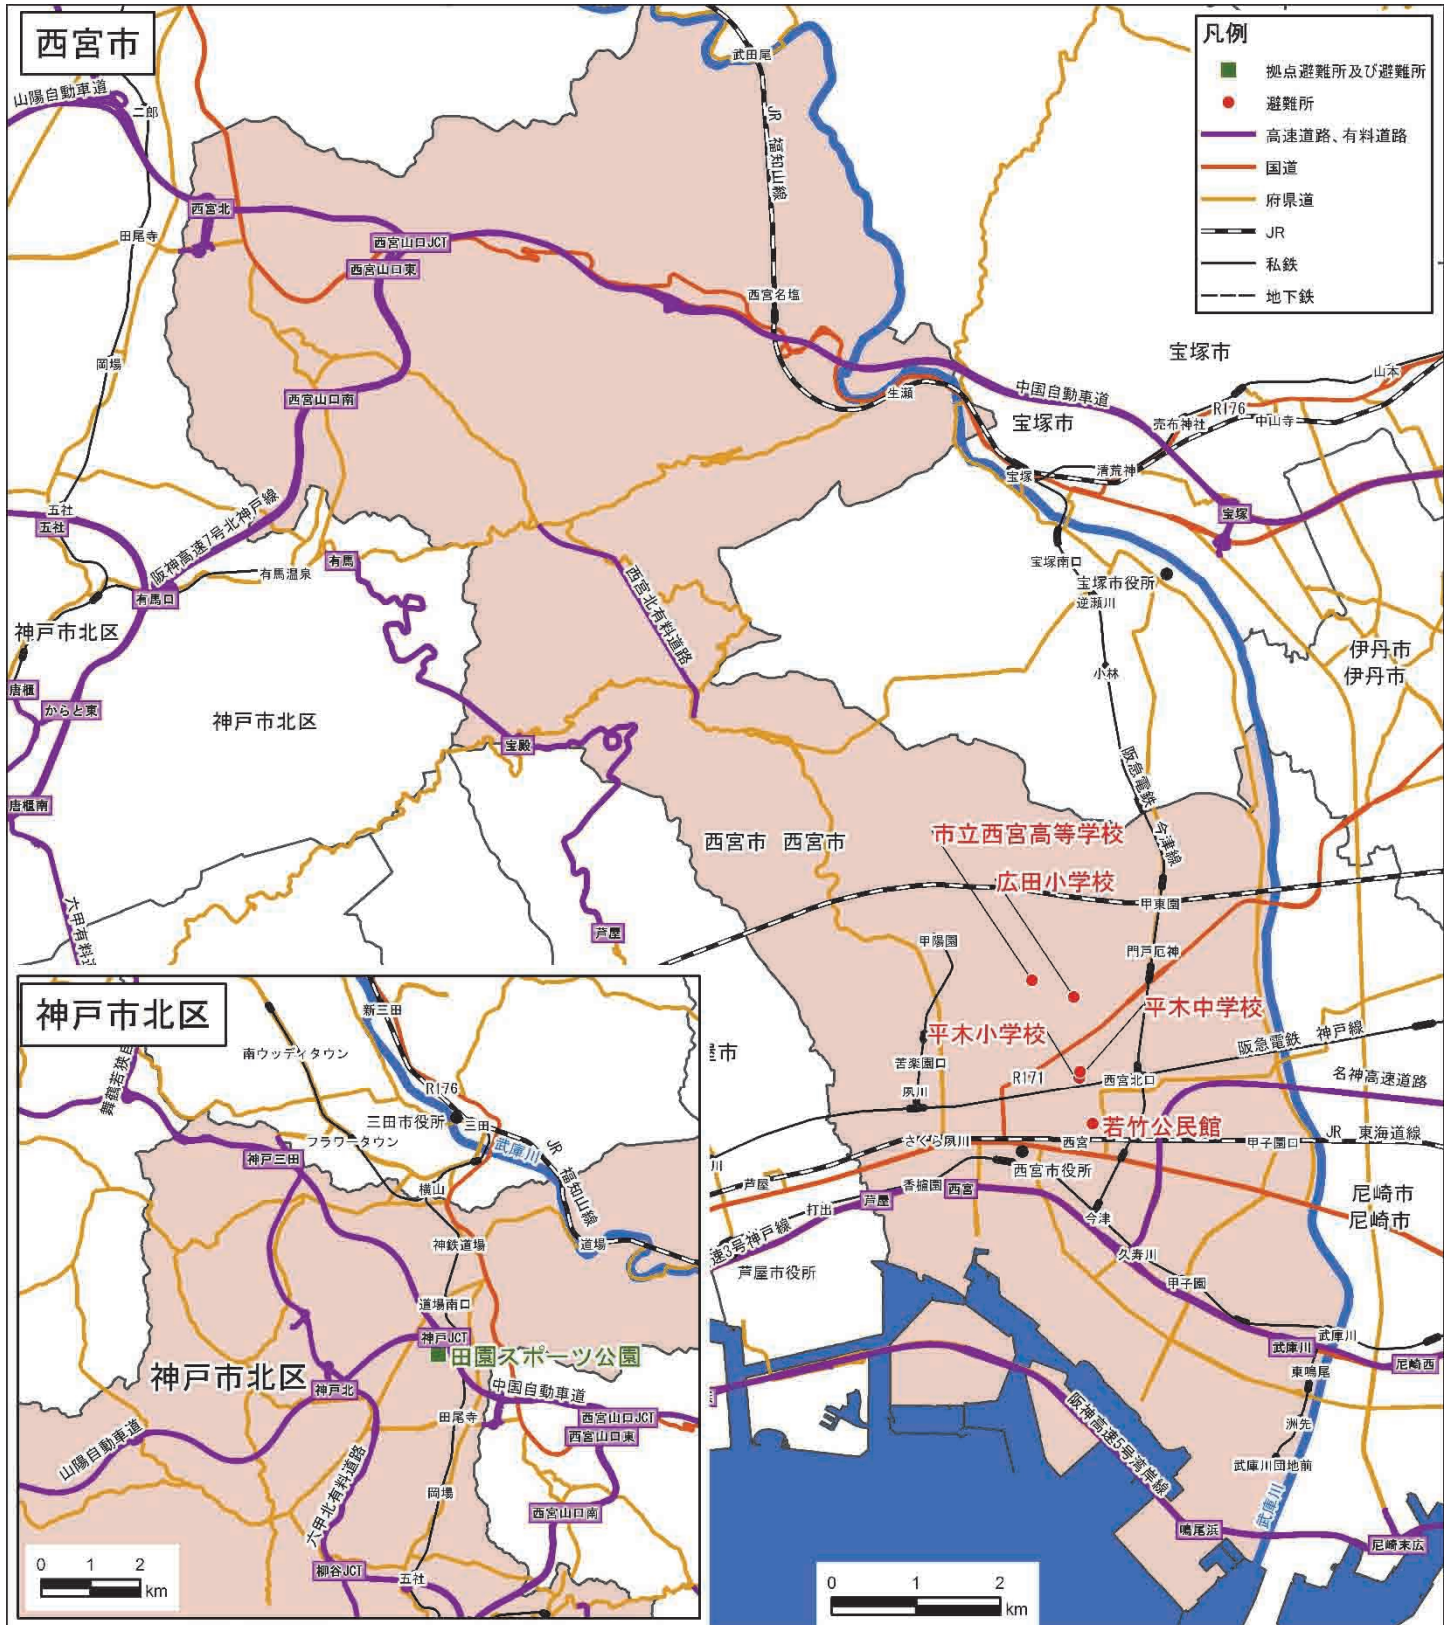 西宮市
凡例
拠点避難所及び避難所
避難所
高速道路、有料道路
国道
府県道
JR
私鉄
地下鉄
武田尾
山陽自動車道
二郎
JR 福知山線
西宮北
田尾寺
西宮山口JCT
西宮山口東
西宮名塩
岡場
宝塚市
山本
中国自動車道
R176
生瀬
西宮山口南
売布神社
中山寺
宝塚市
清荒神
宝塚
五社
五社
宝塚
阪神高速7号北神戸線
有馬
有馬温泉
宝塚南口
宝塚市役所
有馬口
逆瀬川
西宮北有料道路
神戸市北区
伊丹市
伊丹市
小林
唐櫃
からと東
神戸市北区
宝殿
阪急電鉄 今津線
唐櫃南
西宮市
西宮市
市立西宮高等学校
広田小学校
六甲有料道
甲東園
芦屋
甲陽園
門戸厄神
平木中学校
平木小学校
阪急電鉄 神戸線
屋市
苦楽園口
R171
西宮北口
名神高速道路
夙川
若竹公民館
さくら夙川
西宮
甲子園口
JR 東海道線
川
芦屋
西宮市役所
香櫨園
西宮
芦屋
打出
尼崎市
尼崎市
今津
速3号神戸線
久寿川
芦屋市役所
甲子園
武庫川
武庫川
尼崎西
東鳴尾
阪神高速5号湾岸線
洲先
武庫川団地前
武庫川
鳴尾浜
尼崎末広
0 1 2
km
神戸市北区
新三田
南ウッディタウン
舞鶴若狭自
R176
三田市役所
三田
フラワータウン
武庫川
JR 福知山線
神戸三田
横山
神鉄道場
道場
道場南口
神戸JCT
田園スポーツ公園
神戸市北区
神戸北
中国自動車道
田尾寺
西宮山口JCT
西宮山口東
山陽自動車道
六甲北有料道路
岡場
西宮山口南
柳谷JCT
五社
0 1 2
km